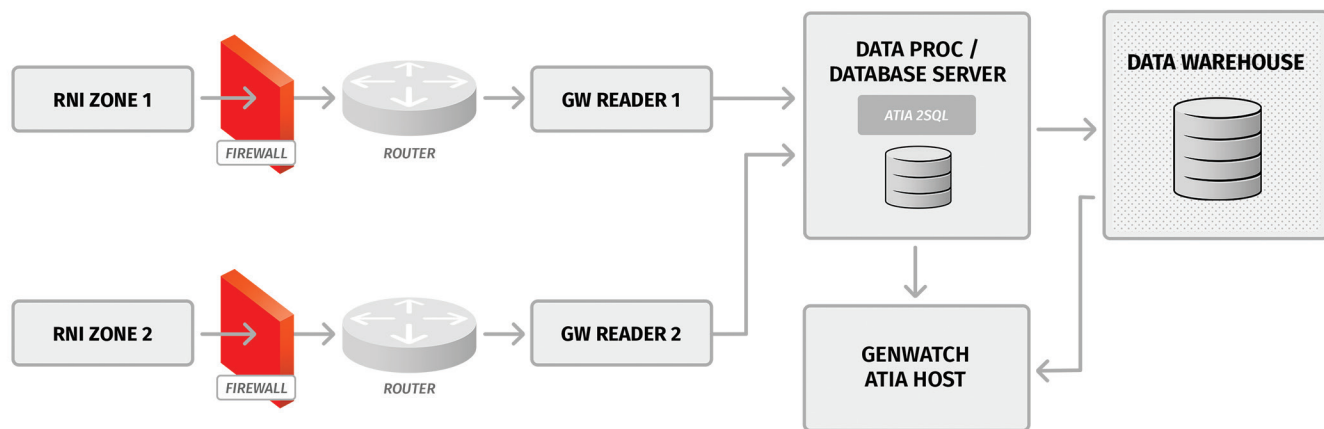 RNI ZONE 1
FIREWALL
ROUTER
GW READER 1
DATA PROC /
DATABASE SERVER
ATIA 2SQL
DATA WAREHOUSE
RNI ZONE 2
FIREWALL
ROUTER
GW READER 2
GENWATCH
ATIA HOST